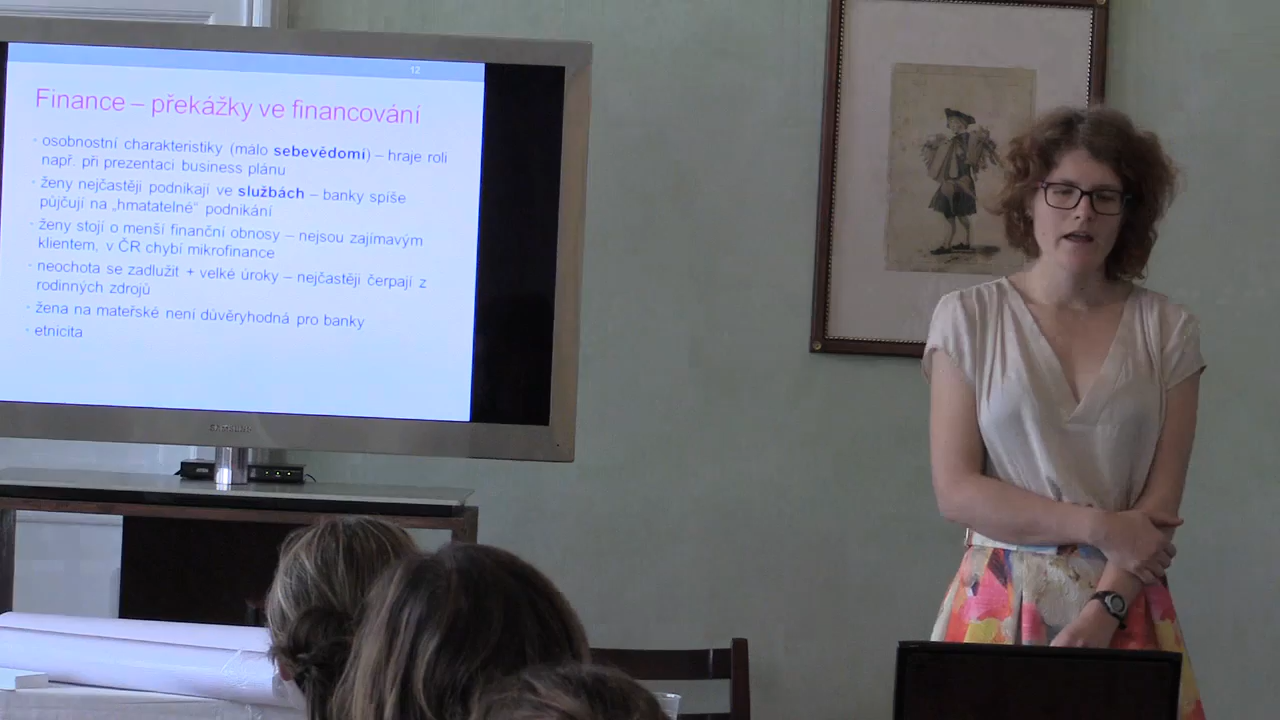 12
Finance – překážky ve financování
osobnostní charakteristiky (málo sebevědomí) – hraje roli
např. při prezentaci business plánu
ženy nejčastěji podnikají ve službách – banky spíše
půjčují na „hmatatelné“ podnikání
ženy stojí o menší finanční obnosy – nejsou zajímavým
klientem, v ČR chybí mikrofinance
neochota se zadlužit + velké úroky – nejčastěji čerpají z
rodinných zdrojů
žena na mateřské není důvěryhodná pro banky
etnicita